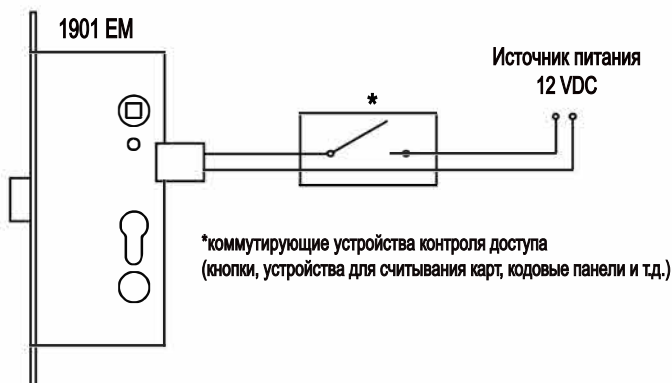 1901 EM
Источник питания
12 VDC
*
*коммутирующие устройства контроля доступа
(кнопки, устройства для считывания карт, кодовые панели и т.д.)